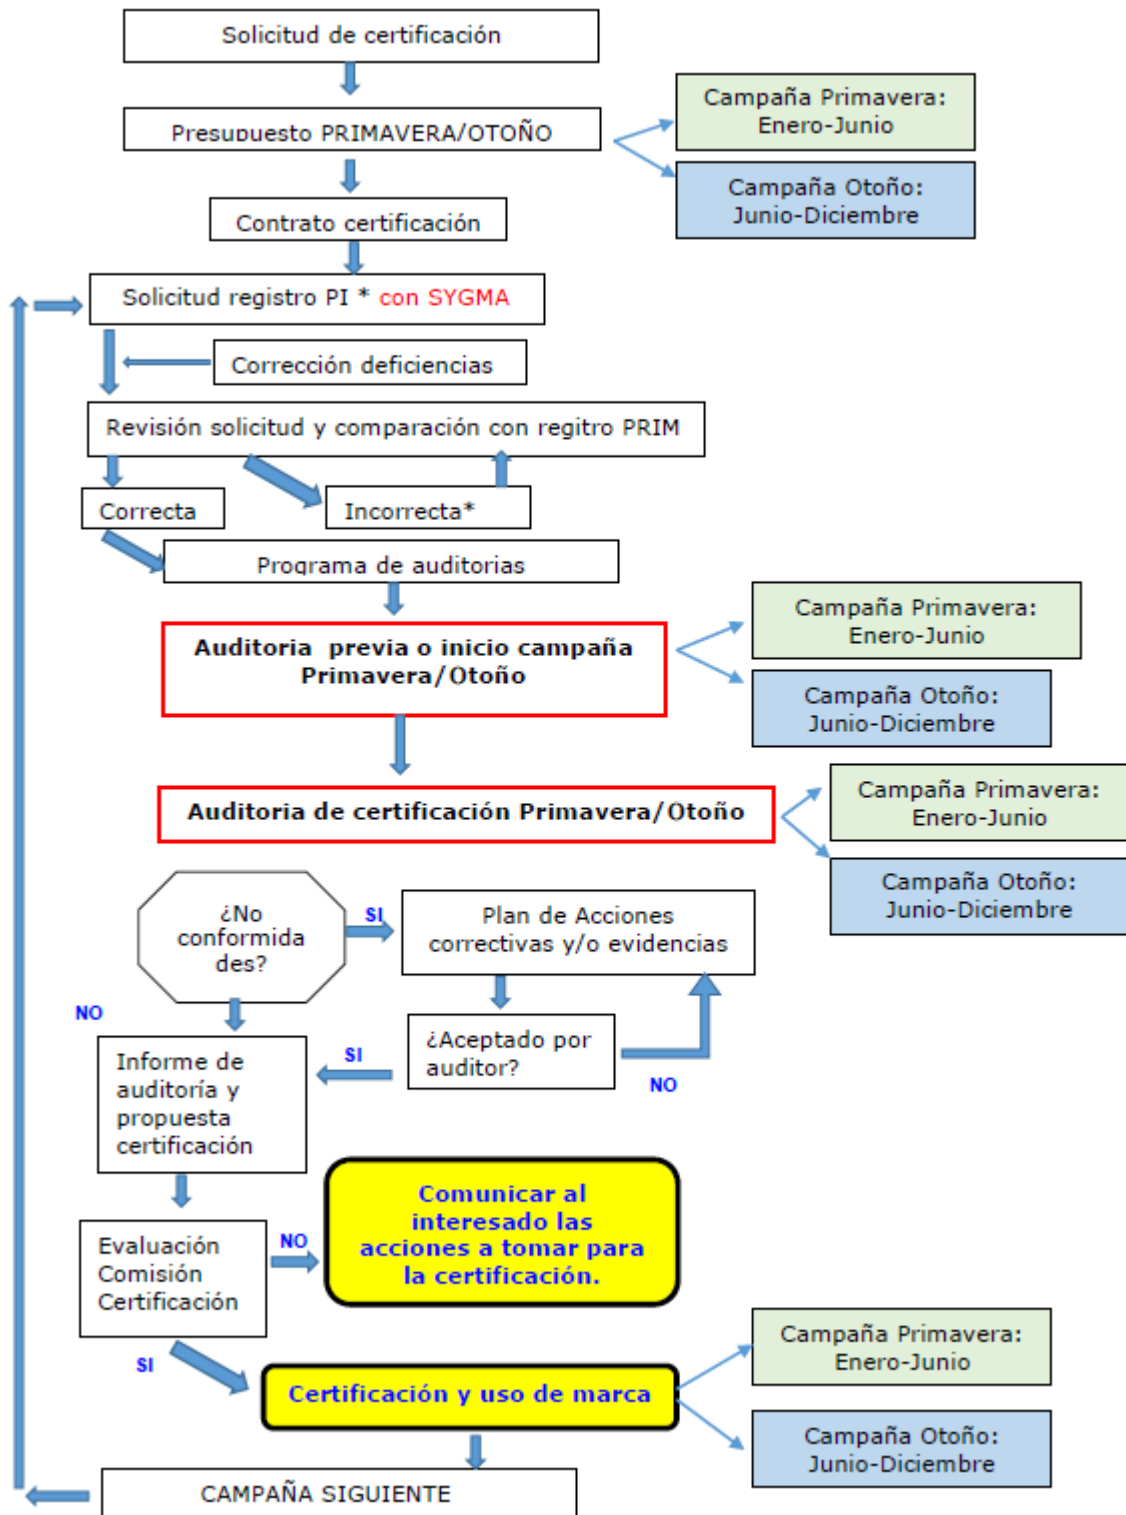 Solicitud de certificación
Presupuesto PRIMAVERA/OTOÑO
Campaña Primavera:
Enero-Junio
Campaña Otoño:
Junio-Diciembre
Contrato certificación
Solicitud registro PI * con SYGMA
Corrección deficiencias
Revisión solicitud y comparación con regitro PRIM
Correcta
Incorrecta*
Programa de auditorias
Auditoria previa o inicio campaña
Primavera/Otoño
Campaña Primavera:
Enero-Junio
Campaña Otoño:
Junio-Diciembre
Auditoria de certificación Primavera/Otoño
Campaña Primavera:
Enero-Junio
Campaña Otoño:
Junio-Diciembre
¿No
conformida
des?
SI
Plan de Acciones
correctivas y/o evidencias
NO
¿Aceptado por
auditor?
SI
NO
Informe de
auditoría y
propuesta
certificación
Evaluación
Comisión
Certificación
NO
Comunicar al
interesado las
acciones a tomar para
la certificación.
SI
Certificación y uso de marca
Campaña Primavera:
Enero-Junio
Campaña Otoño:
Junio-Diciembre
CAMPAÑA SIGUIENTE